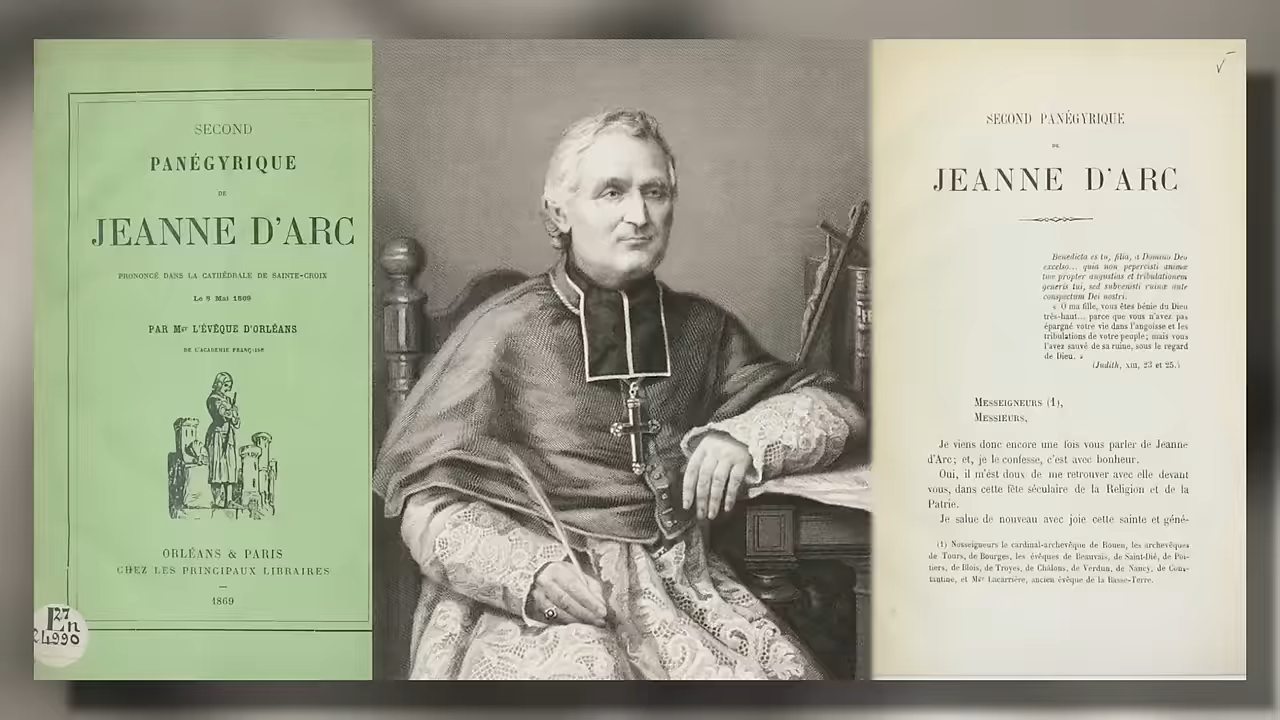 SECOND
PANÉGYRIQUE
DE
JEANNE D'ARC
PRONONCÉ DANS LA CATHÉDRALE DE SAINTE-CROIX
Le 8 Mai 1869
PAR Mgr L'ÉVÊQUE D'ORLÉANS
DE L'ACADÉMIE FRANÇAISE
ORLÉANS & PARIS
CHEZ LES PRINCIPAUX LIBRAIRES
1869
27
Ln
24990
SECOND PANÉGYRIQUE
DE
JEANNE D'ARC
Benedicta es tu, filia, a Domino Deo
excelso... quia non pepercisti animæ
tuæ propter angustias et tribulationem
generis tui, sed subvenisti ruinæ ante
conspectum Dei nostri.
« O ma fille, vous êtes bénie du Dieu
très-haut... parce que vous n'avez pas
épargné votre vie dans l'angoisse et les
tribulations de votre peuple; mais vous
l'avez sauvé de sa ruine, sous le regard
de Dieu. »
(Judith, XIII, 23 et 25.)
MESSEIGNEURS (1),
MESSIEURS,
Je viens donc encore une fois vous parler de Jeanne
d'Arc; et, je le confesse, c'est avec bonheur.
Oui, il m'est doux de me retrouver avec elle devant
vous, dans cette fête séculaire de la Religion et de la
Patrie.
Je salue de nouveau avec joie cette sainte et géné-
(1) Nosseigneurs le cardinal-archevêque de Rouen, les archevêques
de Tours, de Bourges, les évêques de Beauvais, de Saint-Dié, de Poi-
tiers, de Blois, de Troyes, de Châlons, de Verdun, de Nancy, de Cons-
tantine, et Mgr Lacarrière, ancien évêque de la Basse-Terre.